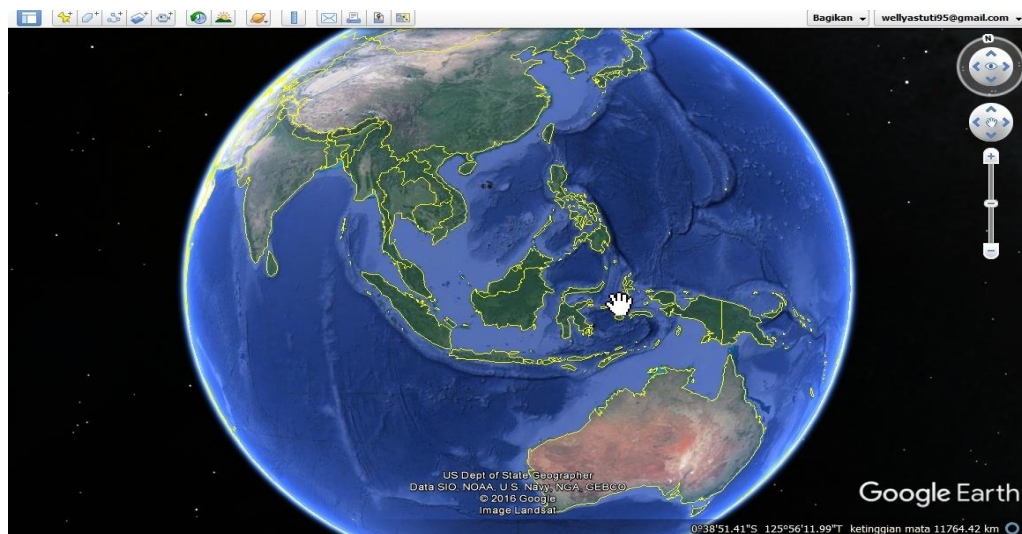 Bagikan
wellyastuti95@gmail.com
N
US Dept of State Geographer
Data SIO, NOAA, U.S. Navy, NGA, GEBCO
© 2016 Google
Image Landsat
Google Earth
0°38'51.41"S 125°56'11.99"T ketinggian mata 11764.42 km